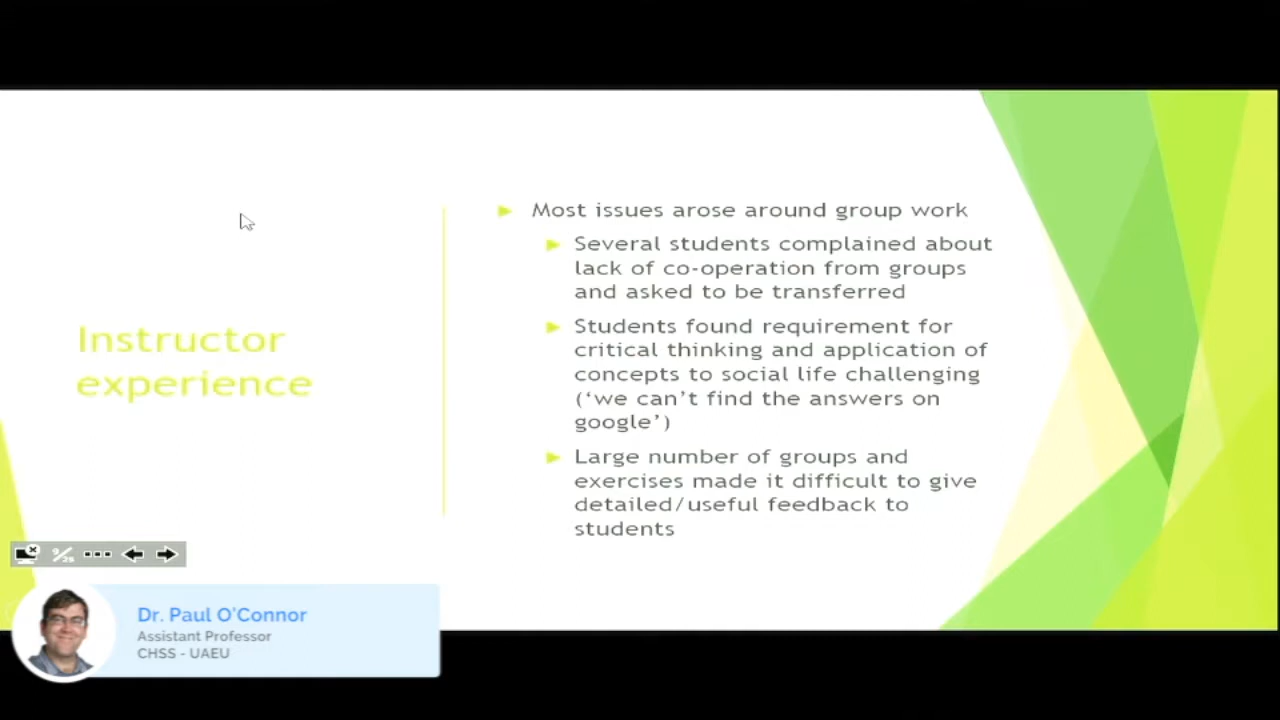 Most issues arose around group work
Several students complained about
lack of co-operation from groups
and asked to be transferred
Instructor
experience
Students found requirement for
critical thinking and application of
concepts to social life challenging
(‘we can’t find the answers on
google’)
Large number of groups and
exercises made it difficult to give
detailed/useful feedback to
students
9/25
Dr. Paul O'Connor
Assistant Professor
CHSS - UAEU